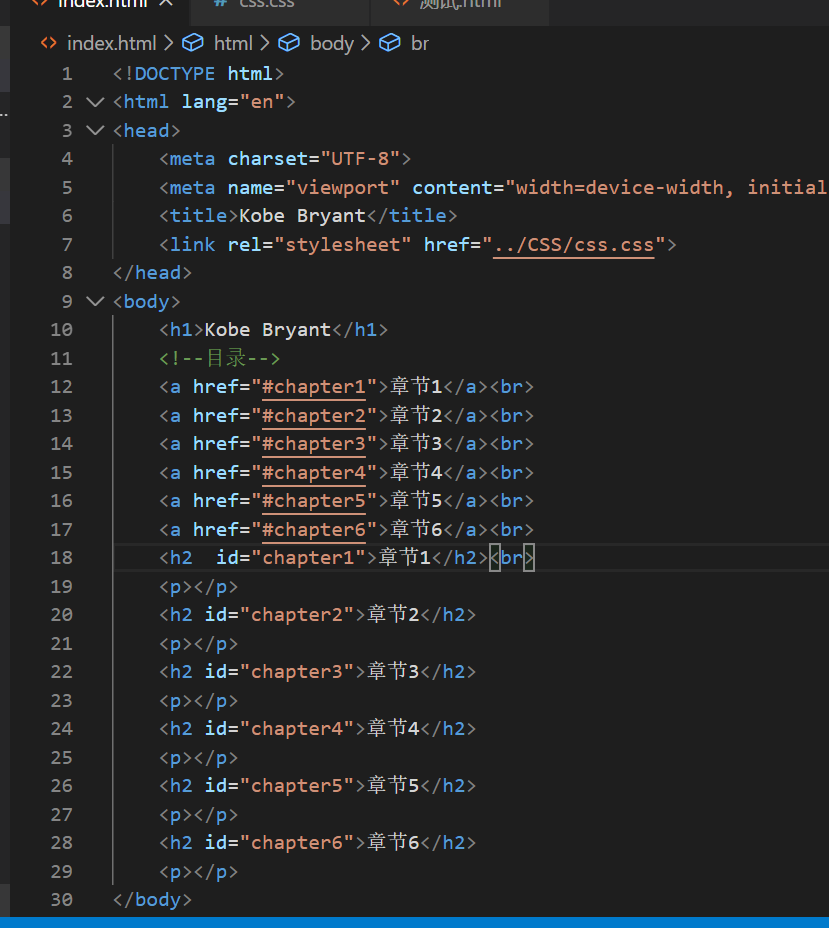 index.html css.css 测试.html
index.html > html > body > br
1 <!DOCTYPE html>
2 <html lang="en">
3 <head>
4 <meta charset="UTF-8">
5 <meta name="viewport" content="width=device-width, initial
6 <title>Kobe Bryant</title>
7 <link rel="stylesheet" href="../CSS/css.css">
8 </head>
9 <body>
10 <h1>Kobe Bryant</h1>
11 <!--目录-->
12 <a href="#chapter1">章节1</a><br>
13 <a href="#chapter2">章节2</a><br>
14 <a href="#chapter3">章节3</a><br>
15 <a href="#chapter4">章节4</a><br>
16 <a href="#chapter5">章节5</a><br>
17 <a href="#chapter6">章节6</a><br>
18 <h2  id="chapter1">章节1</h2><br>
19 <p></p>
20 <h2 id="chapter2">章节2</h2>
21 <p></p>
22 <h2 id="chapter3">章节3</h2>
23 <p></p>
24 <h2 id="chapter4">章节4</h2>
25 <p></p>
26 <h2 id="chapter5">章节5</h2>
27 <p></p>
28 <h2 id="chapter6">章节6</h2>
29 <p></p>
30 </body>